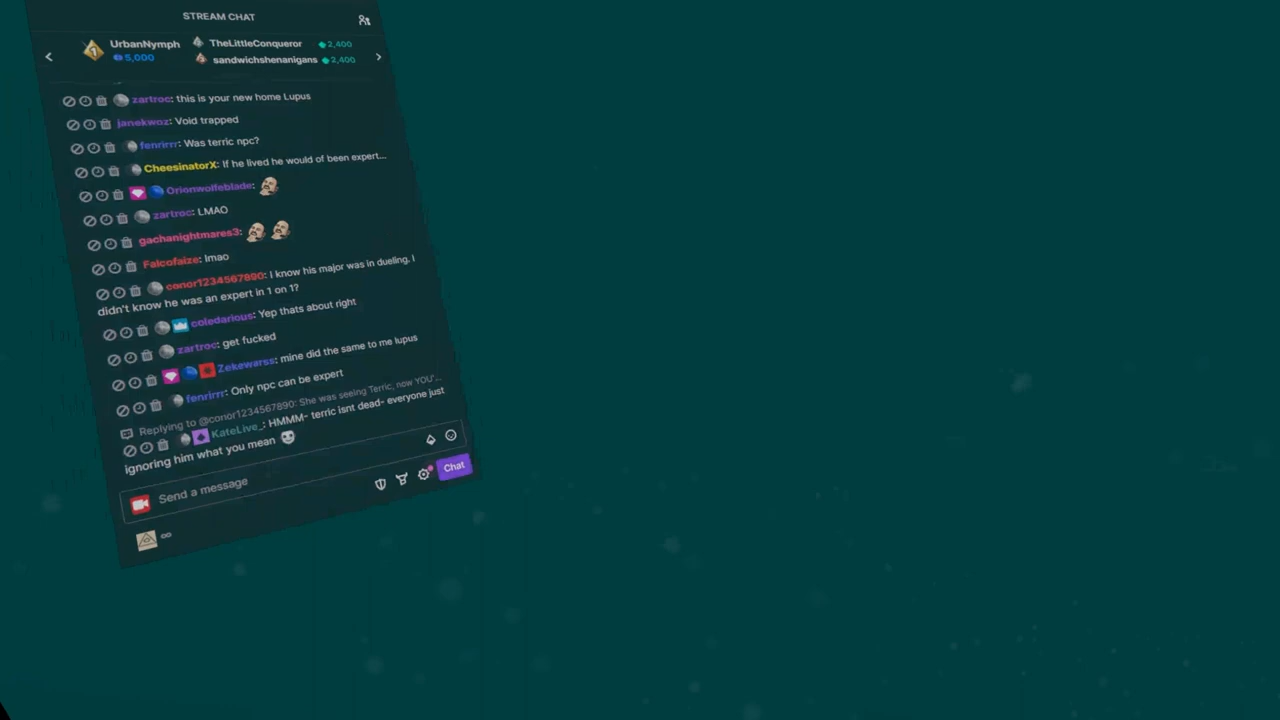 STREAM CHAT
1 UrbanNymph 5,000
TheLittleConqueror 2,400
sandwichshenanigans 2,400
zartroc: this is your new home Lupus
janekwoz: Void trapped
fenrirrr: Was terric npc?
CheesinatorX: If he lived he would of been expert...
Orionwolfeblade:
zartroc: LMAO
gachanightmares3:
Falcofaize: lmao
conor1234567890: I know his major was in dueling. I
didn't know he was an expert in 1 on 1?
coledarious: Yep thats about right
zartroc: get fucked
Zekewarss: mine did the same to me lupus
fenrirrr: Only npc can be expert
Replying to @conor1234567890: She was seeing Terric, now YOU'...
KateLive_: HMMM- terric isnt dead- everyone just
ignoring him what you mean
Send a message
Chat
∞